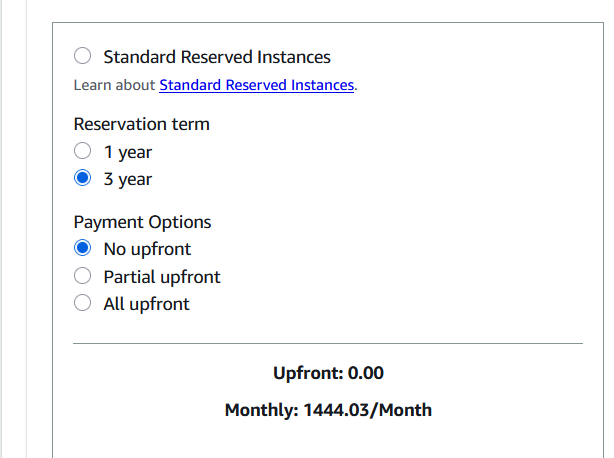 Standard Reserved Instances
Learn about Standard Reserved Instances.
Reservation term
1 year
3 year
Payment Options
No upfront
Partial upfront
All upfront
Upfront: 0.00
Monthly: 1444.03/Month